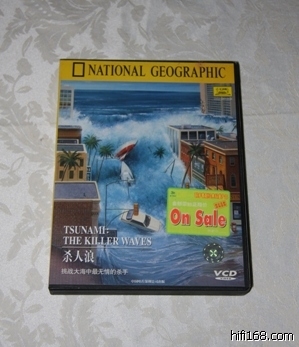 NATIONAL GEOGRAPHIC
On Sale
TSUNAMI:
THE KILLER WAVES
杀人浪
挑战大海中最无情的杀手
VCD
hifi168.com